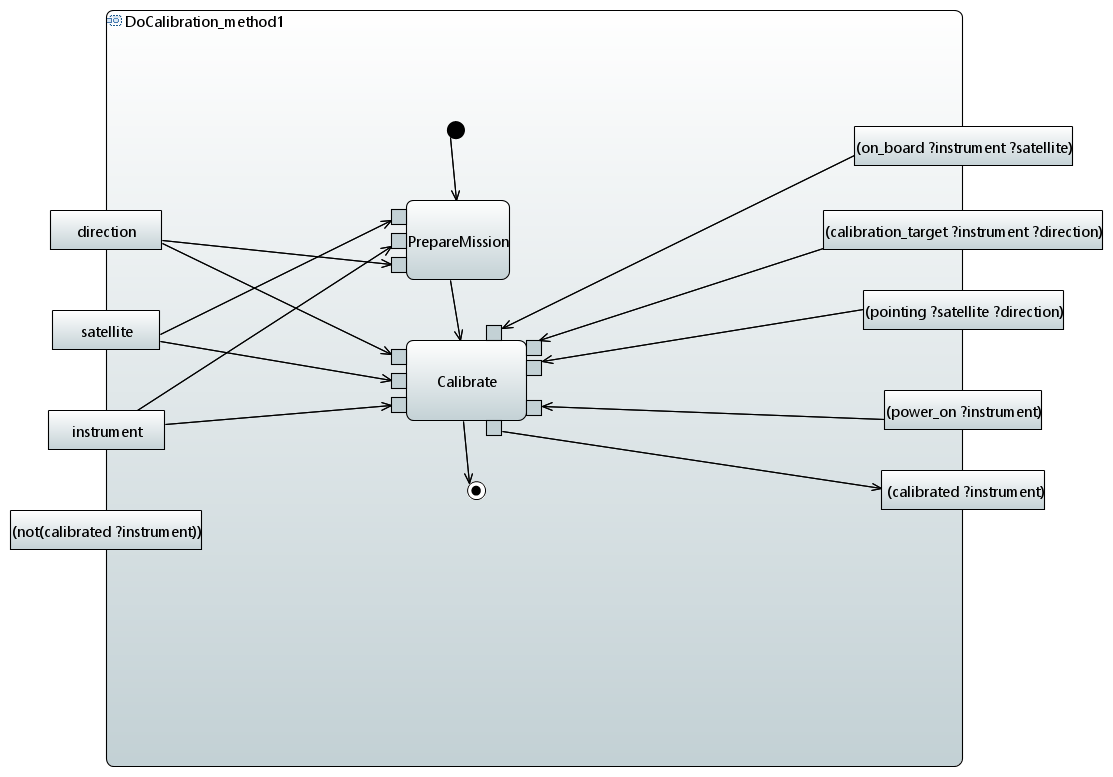 DoCalibration_method1
(on_board ?instrument ?satellite)
direction
PrepareMission
(calibration_target ?instrument ?direction)
(pointing ?satellite ?direction)
satellite
Calibrate
(power_on ?instrument)
instrument
(calibrated ?instrument)
(not(calibrated ?instrument))